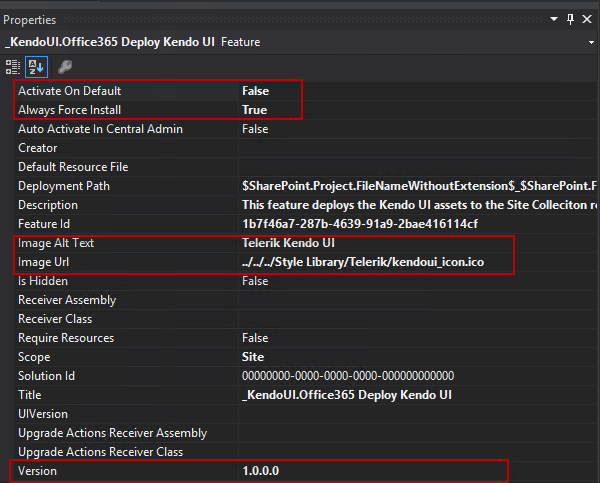 Properties
_KendoUI.Office365 Deploy Kendo UI Feature
Activate On Default False
Always Force Install True
Auto Activate In Central Admin False
Creator
Default Resource File
Deployment Path $SharePoint.Project.FileNameWithoutExtension$_$SharePoint.F
Description This feature deploys the Kendo UI assets to the Site Colleciton r
Feature Id 1b7f46a7-287b-4639-91a9-2bae416114cf
Image Alt Text Telerik Kendo UI
Image Url ../../../Style Library/Telerik/kendoui_icon.ico
Is Hidden False
Receiver Assembly
Receiver Class
Require Resources False
Scope Site
Solution Id 00000000-0000-0000-0000-000000000000
Title _KendoUI.Office365 Deploy Kendo UI
UIVersion
Upgrade Actions Receiver Assembly
Upgrade Actions Receiver Class
Version 1.0.0.0